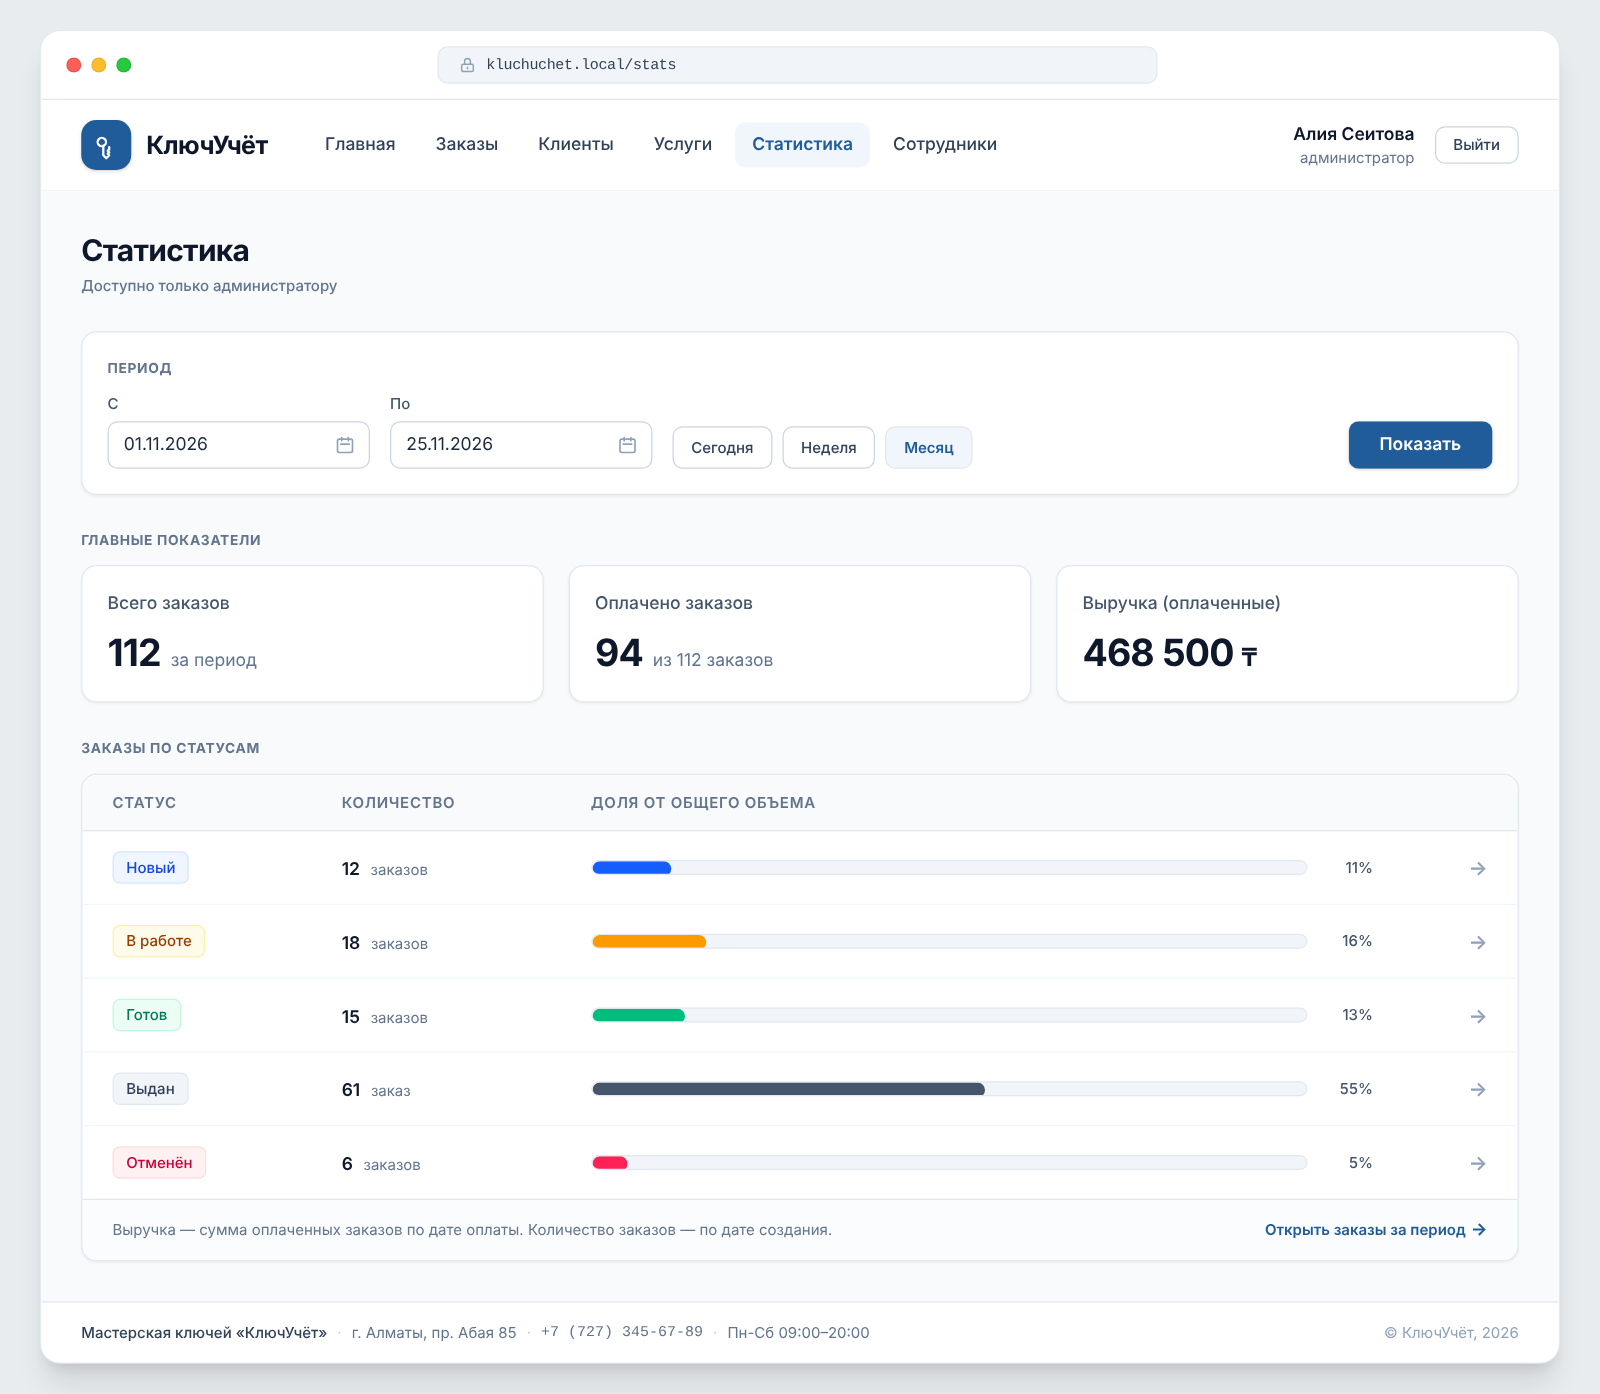 kluchuchet.local/stats
КлючУчёт Главная Заказы Клиенты Услуги Статистика Сотрудники Алия Сеитова Выйти
администратор
Статистика
Доступно только администратору
ПЕРИОД
С По
01.11.2026 25.11.2026 Сегодня Неделя Месяц Показать
ГЛАВНЫЕ ПОКАЗАТЕЛИ
Всего заказов Оплачено заказов Выручка (оплаченные)
112 за период 94 из 112 заказов 468 500 ₸
ЗАКАЗЫ ПО СТАТУСАМ
СТАТУС КОЛИЧЕСТВО ДОЛЯ ОТ ОБЩЕГО ОБЪЕМА
Новый 12 заказов 11% →
В работе 18 заказов 16% →
Готов 15 заказов 13% →
Выдан 61 заказ 55% →
Отменён 6 заказов 5% →
Выручка — сумма оплаченных заказов по дате оплаты. Количество заказов — по дате создания. Открыть заказы за период →
Мастерская ключей «КлючУчёт» · г. Алматы, пр. Абая 85 · +7 (727) 345-67-89 · Пн-Сб 09:00–20:00 © КлючУчёт, 2026